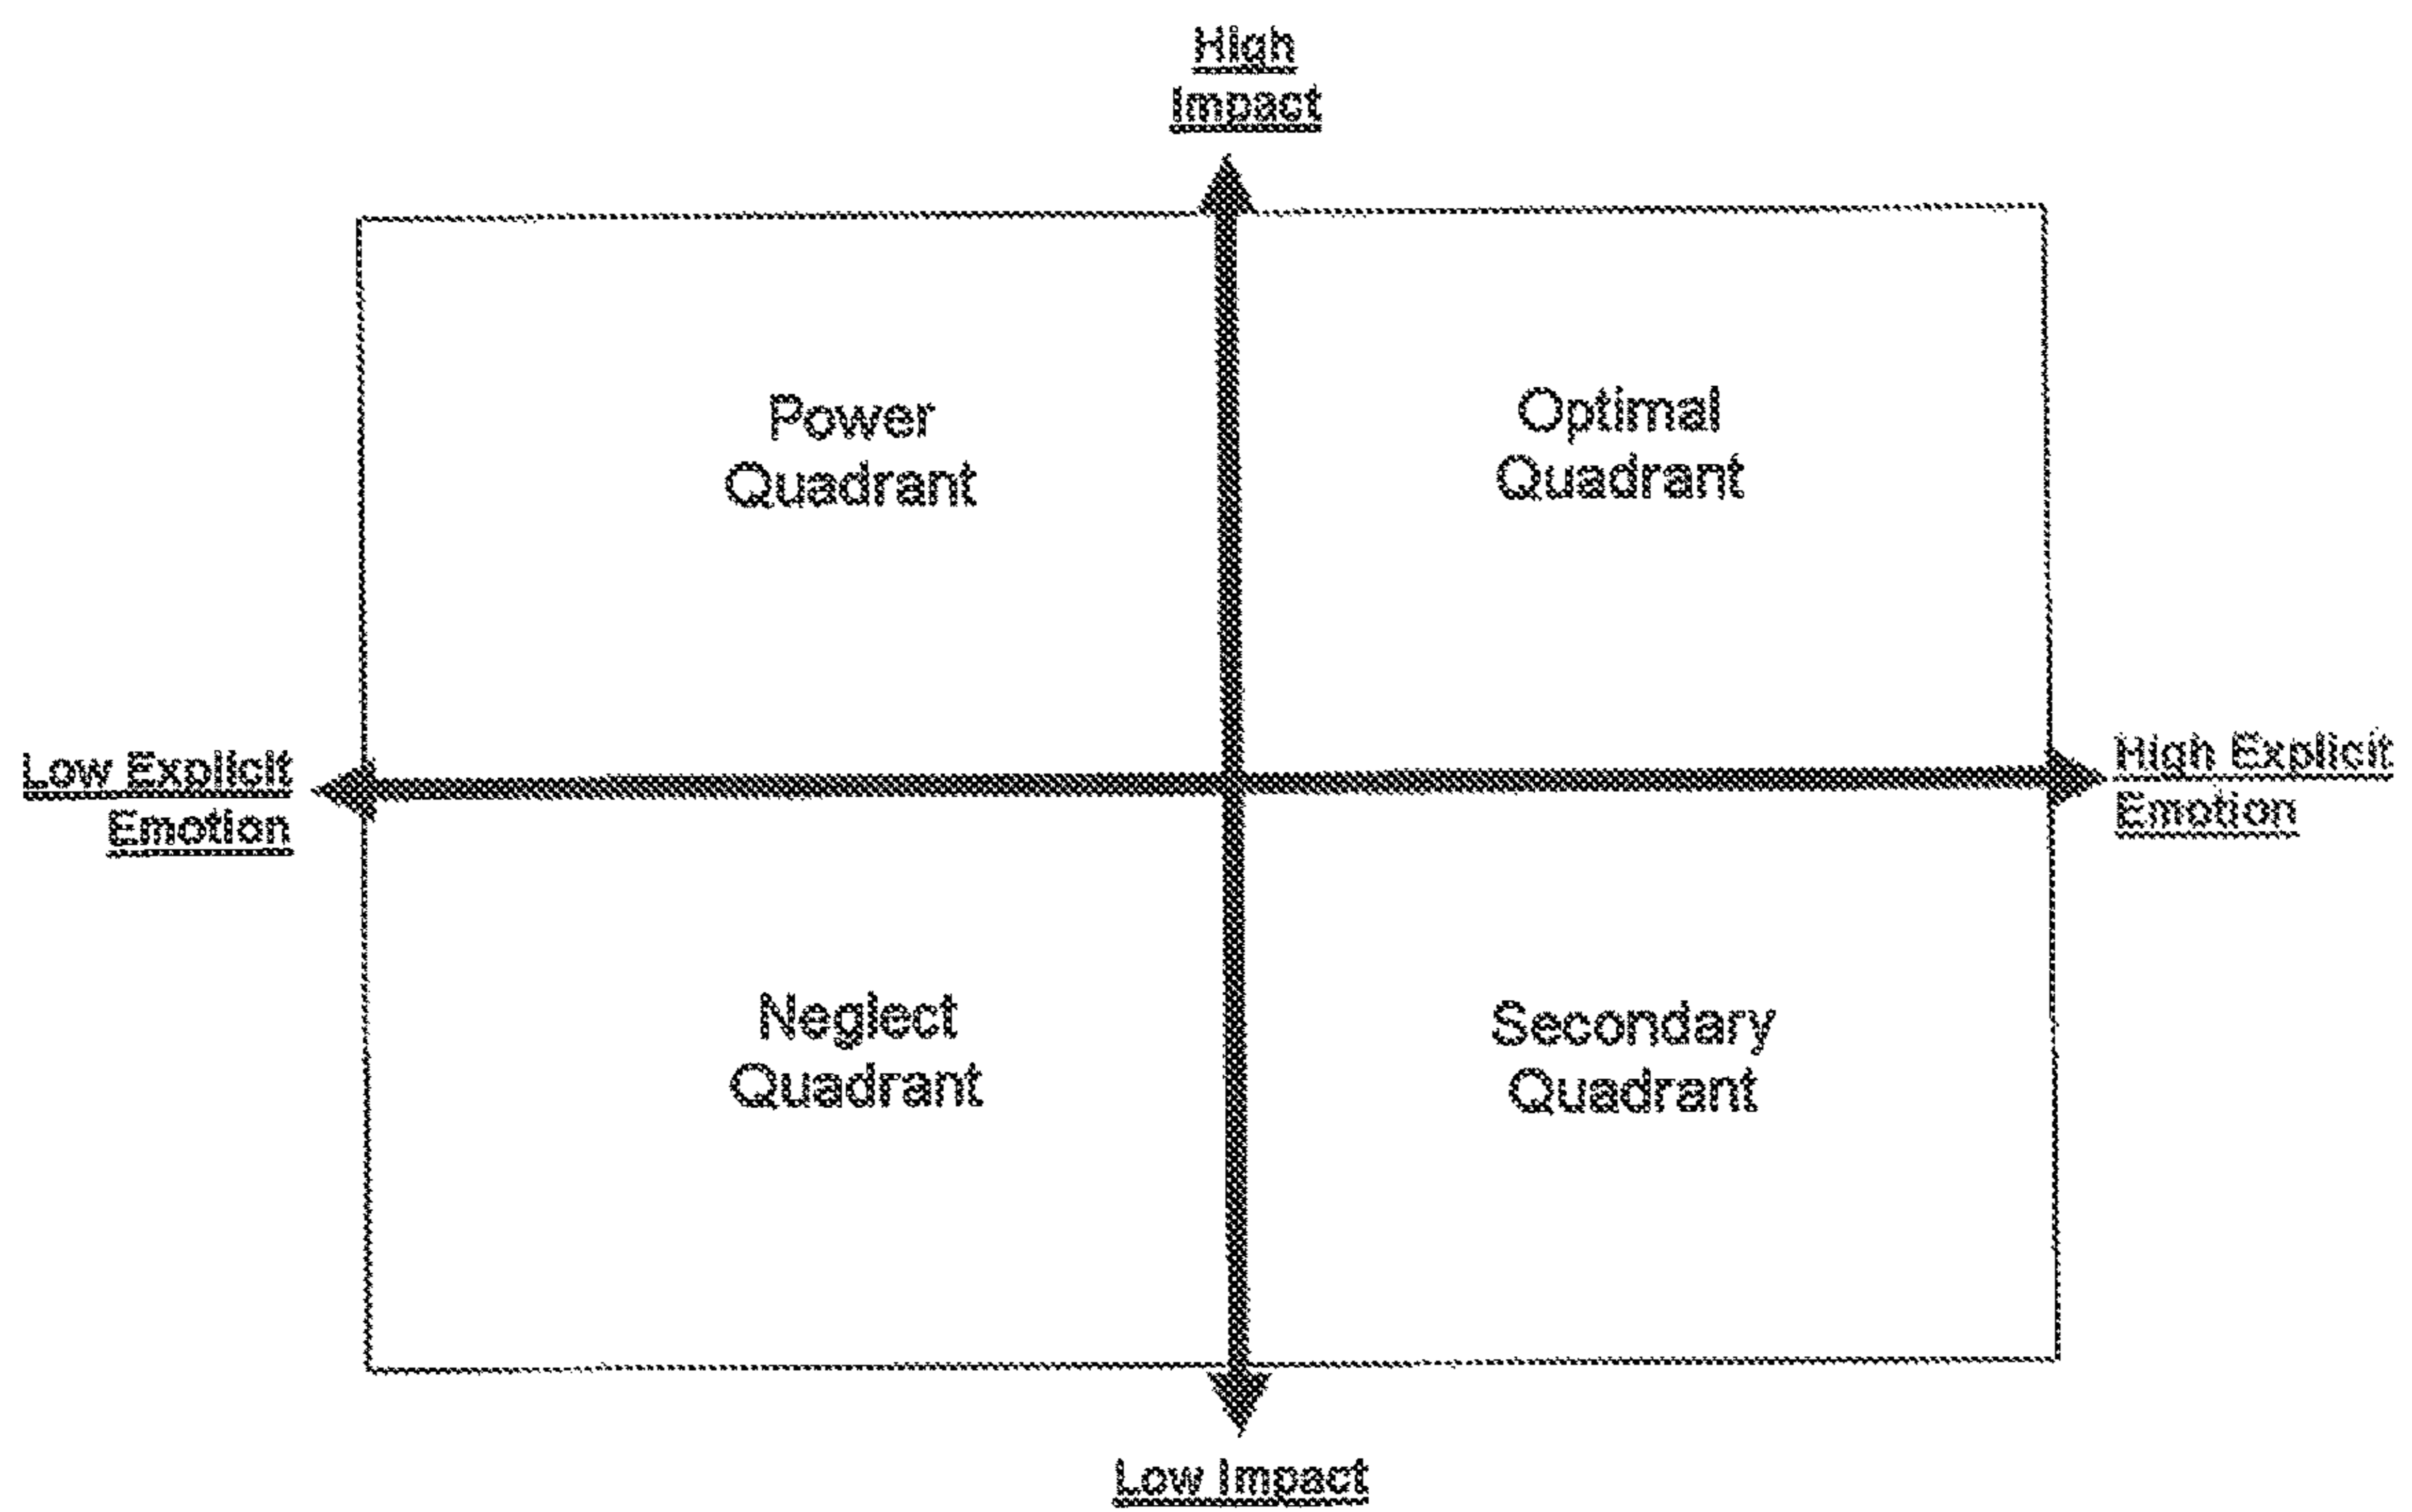 High
Impact
Power
Quadrant
Optimal
Quadrant
Low Explicit
Emotion
High Explicit
Emotion
Neglect
Quadrant
Secondary
Quadrant
Low Impact